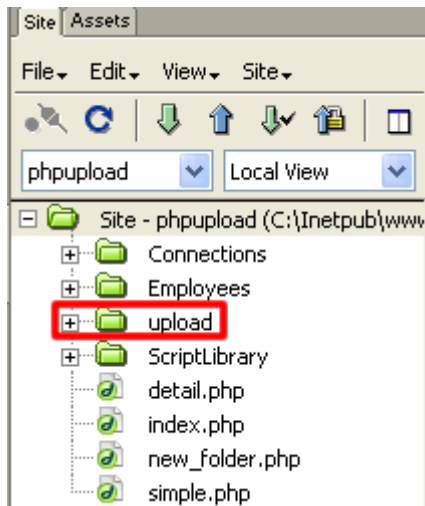 Site Assets
File Edit View Site
phpupload Local View
Site - phpupload (C:\Inetpub\www
Connections
Employees
upload
ScriptLibrary
detail.php
index.php
new_folder.php
simple.php